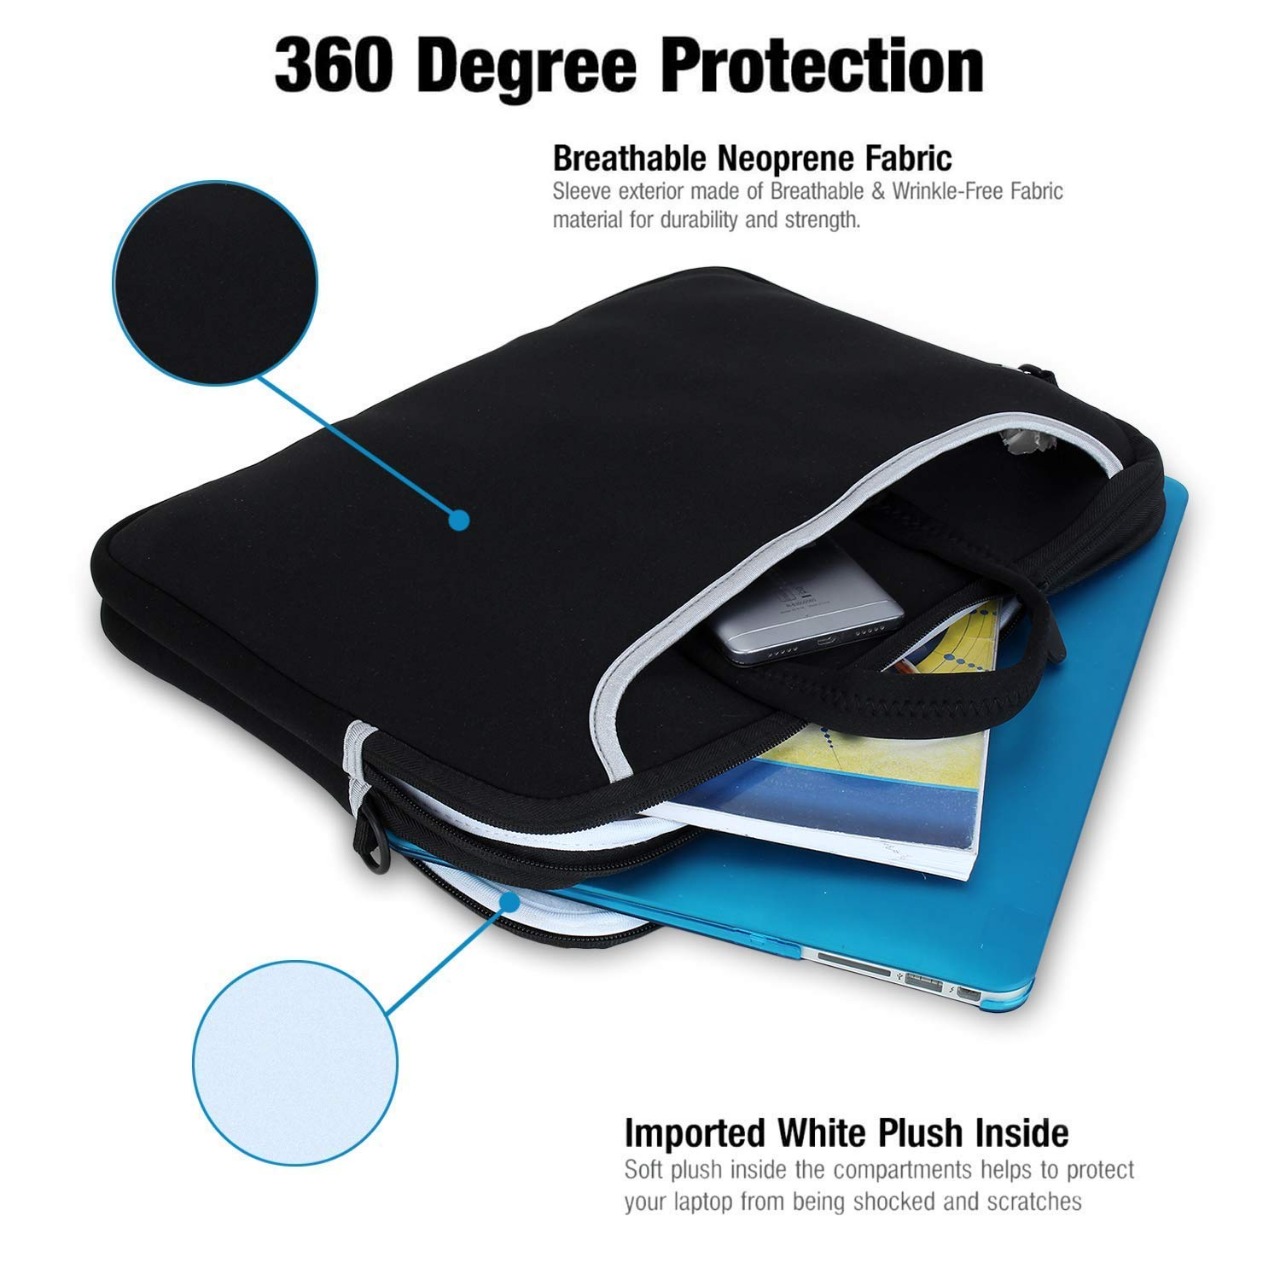 360 Degree Protection
Breathable Neoprene Fabric
Sleeve exterior made of Breathable & Wrinkle-Free Fabric
material for durability and strength.
Imported White Plush Inside
Soft plush inside the compartments helps to protect
your laptop from being shocked and scratches